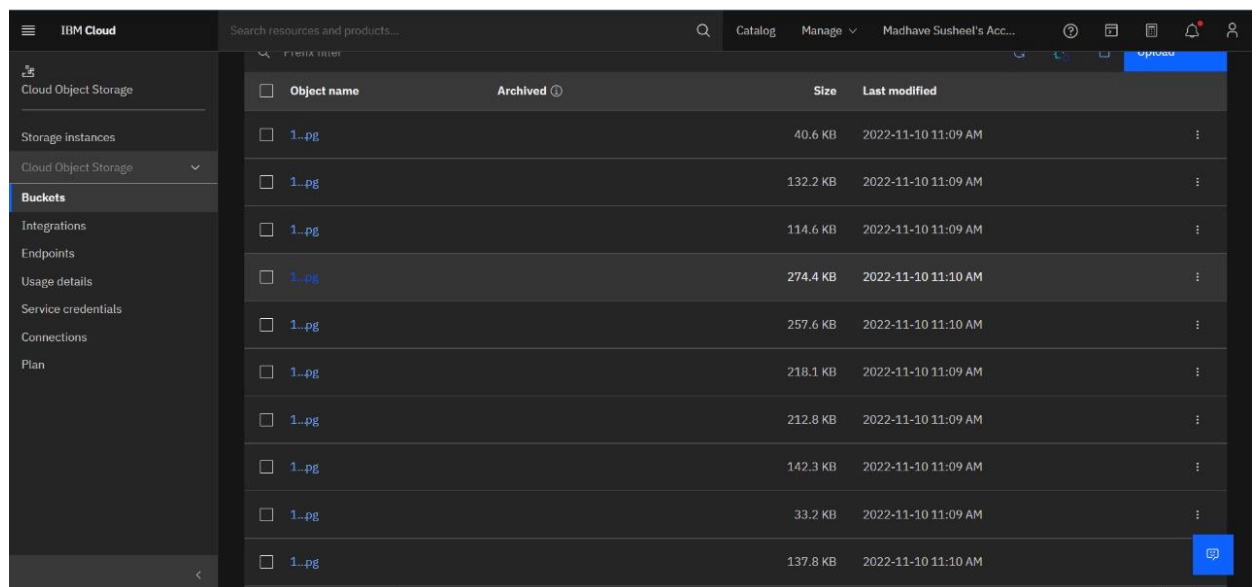 IBM Cloud
Search resources and products...
Catalog
Manage
Madhave Susheel's Acc...
Cloud Object Storage
Storage instances
Cloud Object Storage
Buckets
Integrations
Endpoints
Usage details
Service credentials
Connections
Plan
Prefix filter
Upload
Object name Archived Size Last modified
1...pg 40.6 KB 2022-11-10 11:09 AM
1...pg 132.2 KB 2022-11-10 11:09 AM
1...pg 114.6 KB 2022-11-10 11:09 AM
1...pg 274.4 KB 2022-11-10 11:10 AM
1...pg 257.6 KB 2022-11-10 11:10 AM
1...pg 218.1 KB 2022-11-10 11:09 AM
1...pg 212.8 KB 2022-11-10 11:09 AM
1...pg 142.3 KB 2022-11-10 11:09 AM
1...pg 33.2 KB 2022-11-10 11:09 AM
1...pg 137.8 KB 2022-11-10 11:10 AM